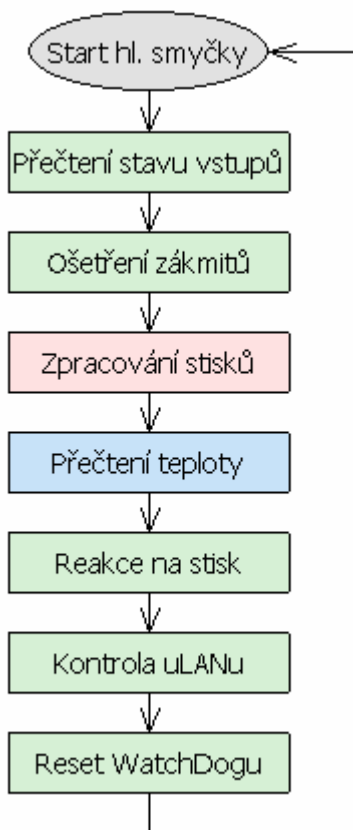 Start hl. smyčky
Přečtení stavu vstupů
Ošetření zákmitů
Zpracování stisků
Přečtení teploty
Reakce na stisk
Kontrola uLANu
Reset WatchDogu